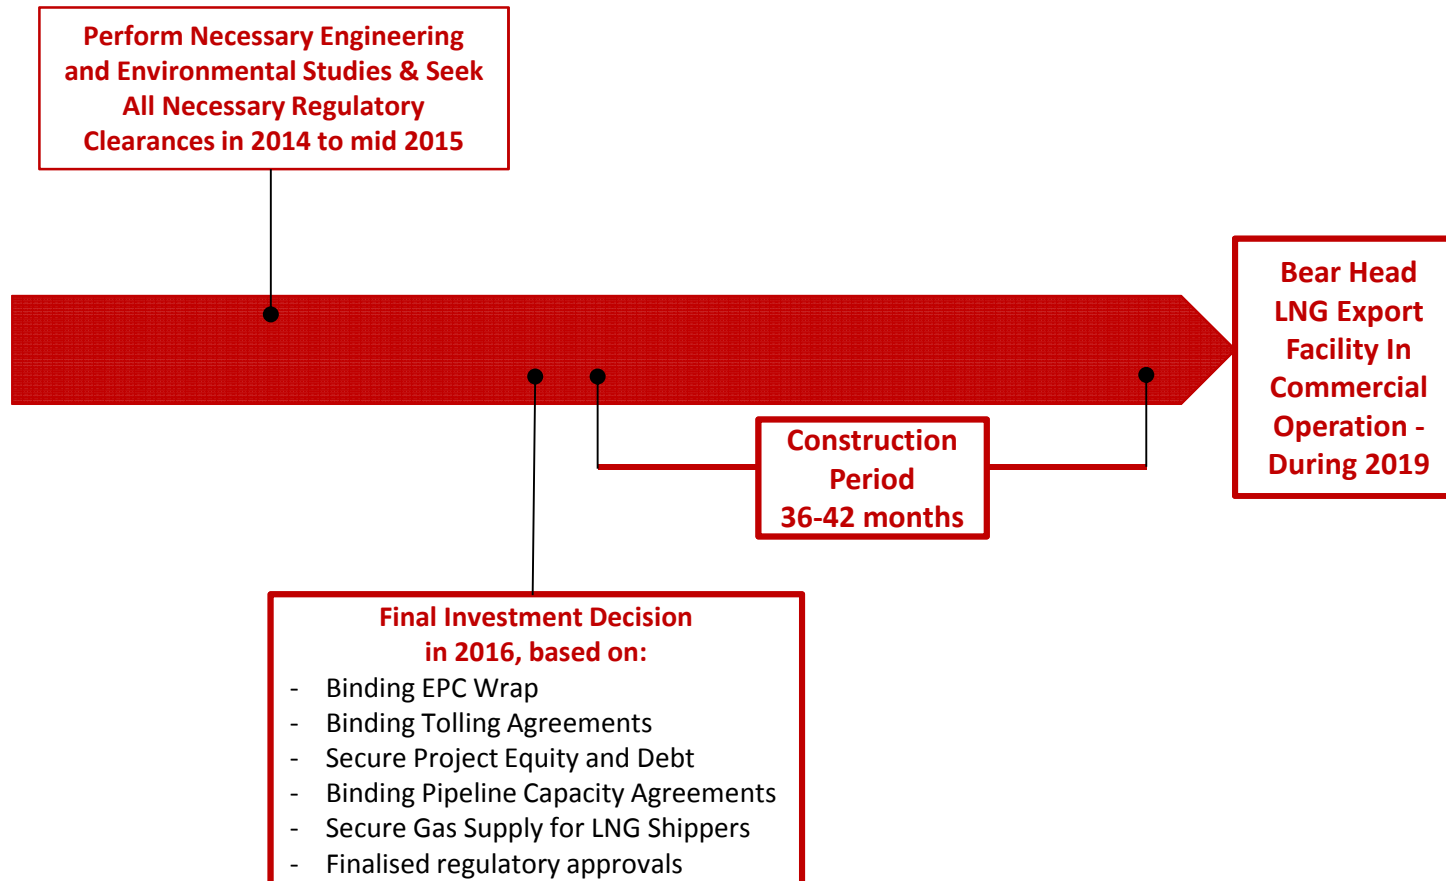 Perform Necessary Engineering
and Environmental Studies & Seek
All Necessary Regulatory
Clearances in 2014 to mid 2015
Bear Head
LNG Export
Facility In
Commercial
Operation -
During 2019
Construction
Period
36-42 months
Final Investment Decision
in 2016, based on:
- Binding EPC Wrap
- Binding Tolling Agreements
- Secure Project Equity and Debt
- Binding Pipeline Capacity Agreements
- Secure Gas Supply for LNG Shippers
- Finalised regulatory approvals